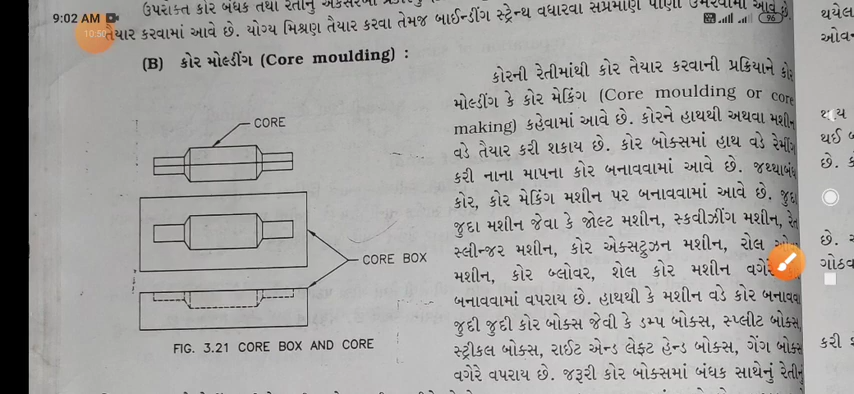 9:02 AM
96
10:50
ઉપરોક્ત કોર બંધક તથા રેતીનું
તૈયાર કરવામાં આવે છે. યોગ્ય મિશ્રણ તૈયાર કરવા તેમજ બાઈન્ડીંગ સ્ટ્રેન્થ વધારવા સપ્રમાણ પાણી ઉમેરવામાં આવે છે.
(B) કોર મોલ્ડીંગ (Core moulding) :
CORE
CORE BOX
FIG. 3.21 CORE BOX AND CORE
કોરની રેતીમાંથી કોર તૈયાર કરવાની પ્રક્રિયાને કોર
મોલ્ડીંગ કે કોર મેકિંગ (Core moulding or core
making) કહેવામાં આવે છે. કોરને હાથથી અથવા મશીન
વડે તૈયાર કરી શકાય છે. કોર બોક્સમાં હાથ વડે રેમીંગ
કરી નાના માપના કોર બનાવવામાં આવે છે. જથ્થાબંધ
કોર, કોર મેકિંગ મશીન પર બનાવવામાં આવે છે. જુદા
જુદા મશીન જેવા કે જોલ્ટ મશીન, સ્કવીઝીંગ મશીન, રેત
સ્લીન્જર મશીન, કોર એક્સટ્રુઝન મશીન, રોલ
મશીન, કોર બ્લોવર, શેલ કોર મશીન વગેરે
બનાવવામાં વપરાય છે. હાથથી કે મશીન વડે કોર બનાવવા
જુદી જુદી કોર બોક્સ જેવી કે ડમ્પ બોક્સ, સ્પ્લીટ બોક્સ,
સ્ટ્રીકલ બોક્સ, રાઈટ એન્ડ લેફ્ટ હેન્ડ બોક્સ, ગેંગ બોક્સ
વગેરે વપરાય છે. જરૂરી કોર બોક્સમાં બંધક સાથેનું રેતીનું
થયેલ
છે.
છે.
ગોઠવ
કરી